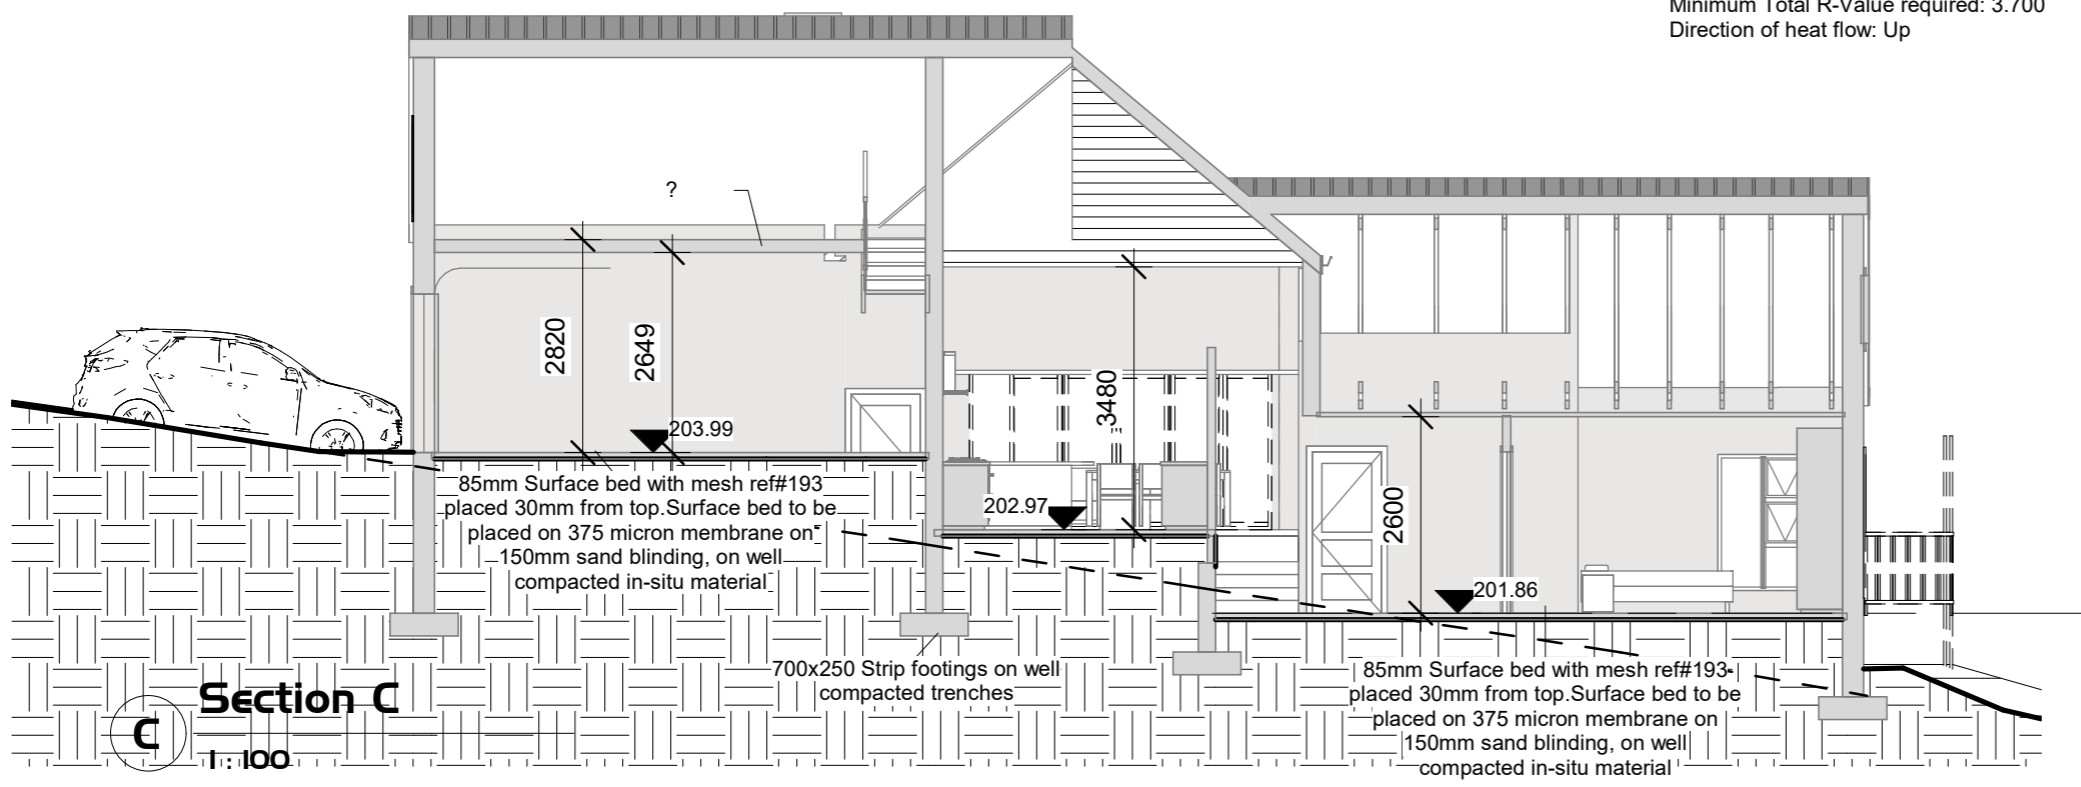 Minimum Total R-Value required: 3.700
Direction of heat flow: Up
?
2820
2649
203.99
3480
202.97
2600
201.86
85mm Surface bed with mesh ref#193
placed 30mm from top.Surface bed to be
placed on 375 micron membrane on
150mm sand blinding, on well
compacted in-situ material
700x250 Strip footings on well
compacted trenches
85mm Surface bed with mesh ref#193
placed 30mm from top.Surface bed to be
placed on 375 micron membrane on
150mm sand blinding, on well
compacted in-situ material
C
Section C
1 : 100